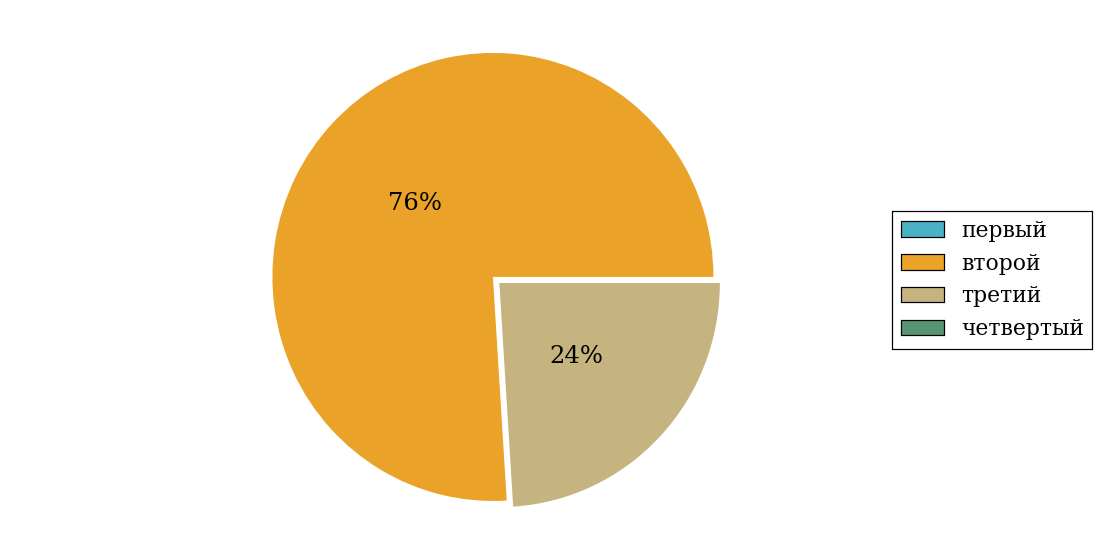 76%
24%
первый
второй
третий
четвертый